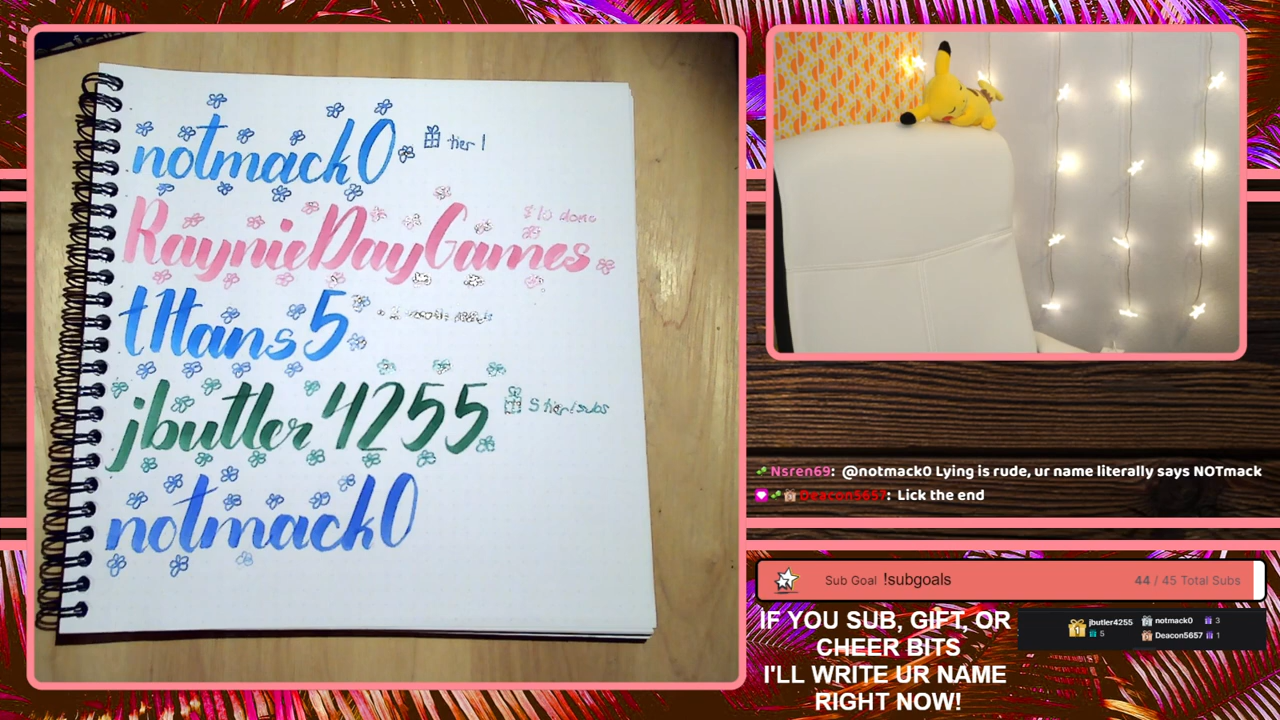 notmack0
tier 1
RaynieDayGames
$10 dono
tItans5
jbutler4255
5 tier 1 subs
notmack0
Nsren69: @notmack0 Lying is rude, ur name literally says NOTmack
Deacon5657: Lick the end
Sub Goal !subgoals 44 / 45 Total Subs
IF YOU SUB, GIFT, OR
CHEER BITS
I'LL WRITE UR NAME
RIGHT NOW!
1
jbutler4255
5
notmack0 3
Deacon5657 1